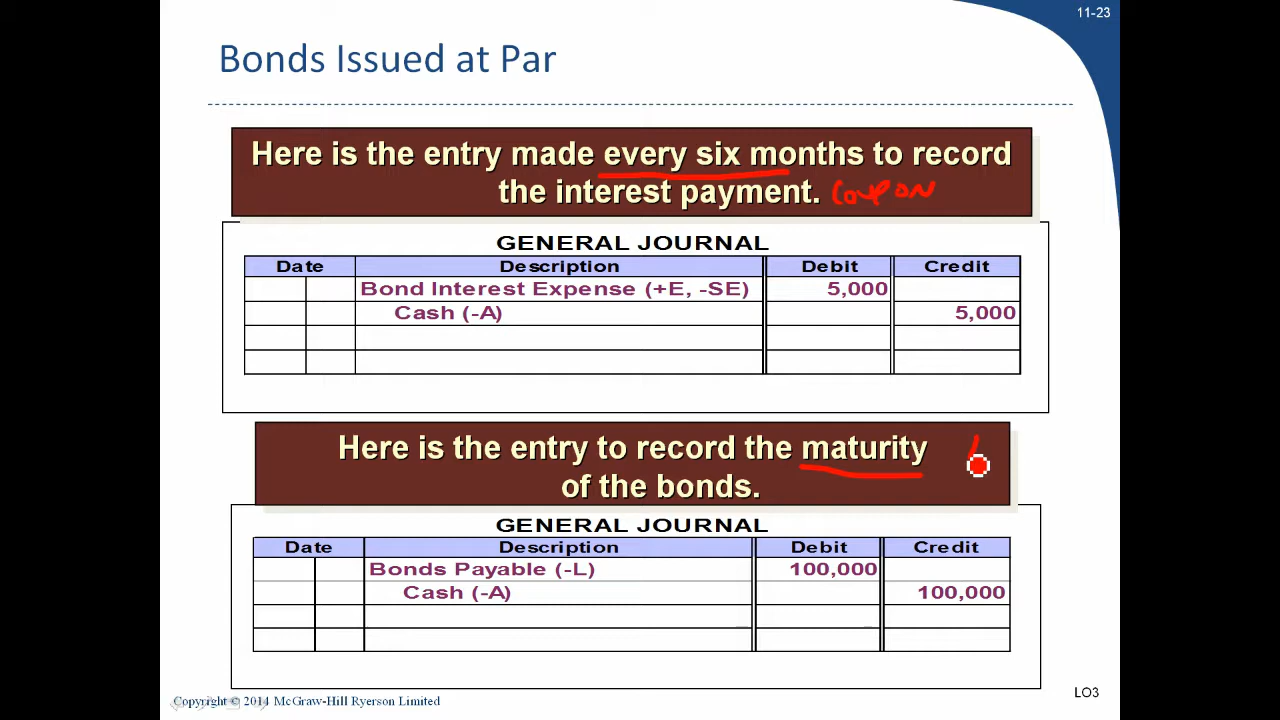 11-23
Bonds Issued at Par
Here is the entry made every six months to record
the interest payment. Coupon
GENERAL JOURNAL
Date Description Debit Credit
Bond Interest Expense (+E, -SE) 5,000
Cash (-A) 5,000
Here is the entry to record the maturity
of the bonds.
GENERAL JOURNAL
Date Description Debit Credit
Bonds Payable (-L) 100,000
Cash (-A) 100,000
Copyright © 2014 McGraw-Hill Ryerson Limited
LO3